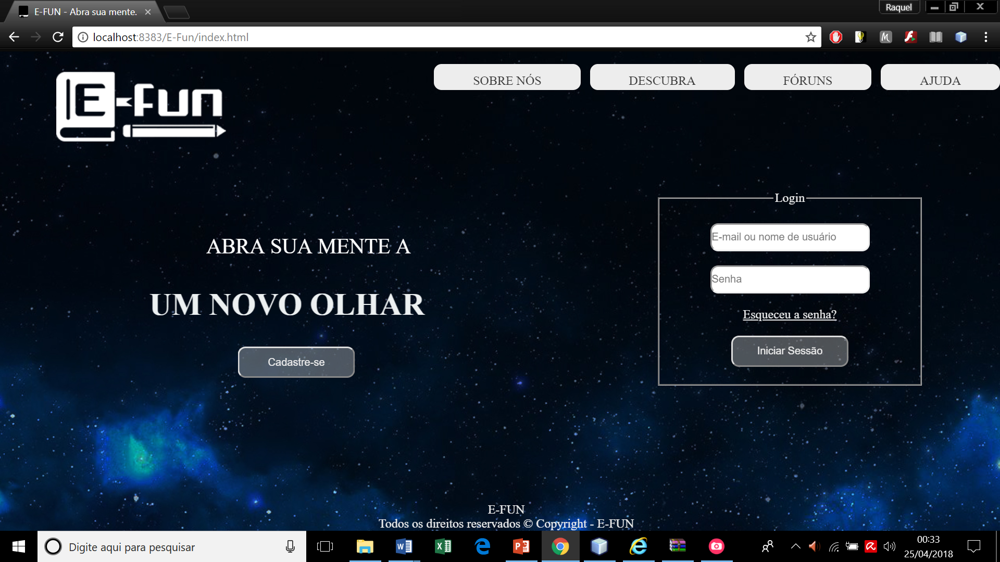 E-FUN - Abra sua mente.
Raquel
localhost:8383/E-Fun/index.html
E-Fun
SOBRE NÓS
DESCUBRA
FÓRUNS
AJUDA
Login
E-mail ou nome de usuário
Senha
Esqueceu a senha?
Iniciar Sessão
ABRA SUA MENTE A
UM NOVO OLHAR
Cadastre-se
E-FUN
Todos os direitos reservados © Copyright - E-FUN
Digite aqui para pesquisar
00:33
25/04/2018